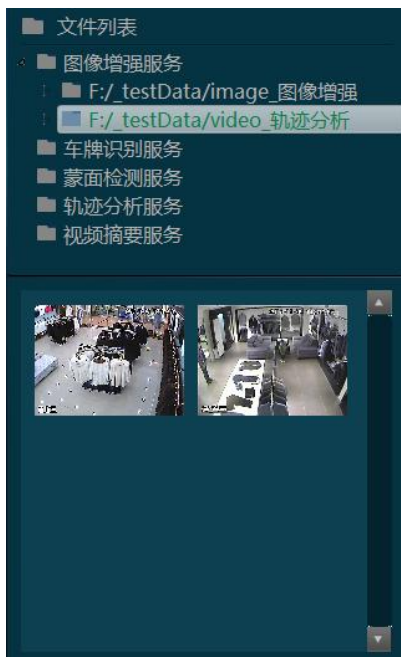 文件列表
图像增强服务
F:/_testData/image_图像增强
F:/_testData/video_轨迹分析
车牌识别服务
蒙面检测服务
轨迹分析服务
视频摘要服务